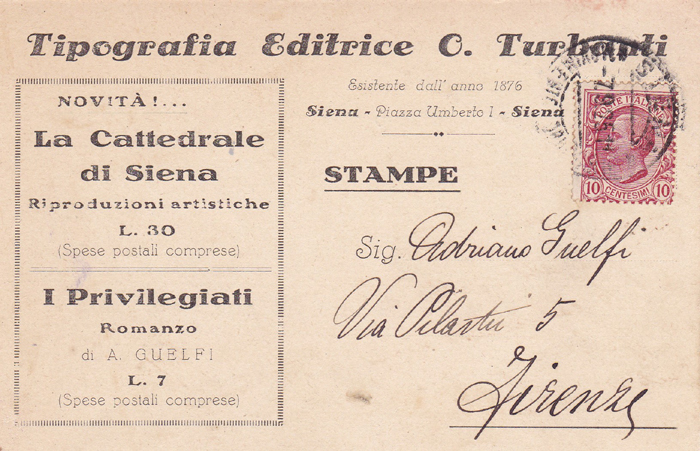 Tipografia Editrice O. Turbanti
Esistente dall' anno 1876
Siena - Piazza Umberto I - Siena
NOVITÀ !...
La Cattedrale
di Siena
Riproduzioni artistiche
L. 30
(Spese postali comprese)
I Privilegiati
Romanzo
di A. GUELFI
L. 7
(Spese postali comprese)
STAMPE
POSTE ITALIANE
10 CENTESIMI 10
Sig. Adriano Guelfi
Via Pilastri 5
Firenze